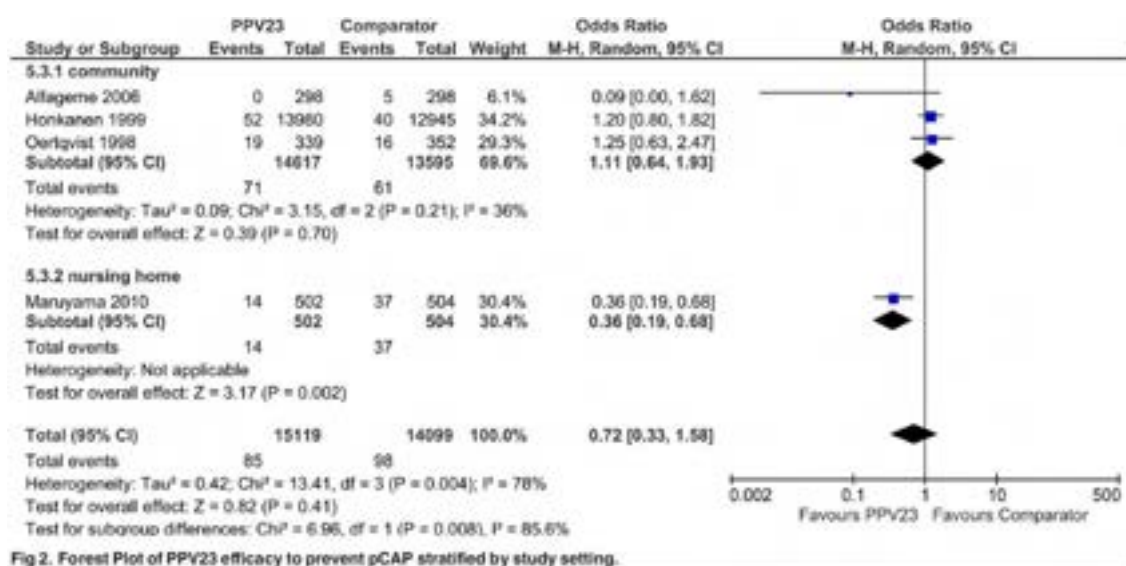 PPV23 Comparator Odds Ratio Odds Ratio
Study or Subgroup Events Total Events Total Weight M-H, Random, 95% CI M-H, Random, 95% CI
5.3.1 community
Alfageme 2006 0 298 5 298 6.1% 0.09 [0.00, 1.62]
Honkanen 1999 52 13980 40 12945 34.2% 1.20 [0.80, 1.82]
Oertqvist 1998 19 339 16 352 29.3% 1.25 [0.63, 2.47]
Subtotal (95% CI) 14617 13595 69.6% 1.11 [0.64, 1.93]
Total events 71 61
Heterogeneity: Tau² = 0.09; Chi² = 3.15, df = 2 (P = 0.21); I² = 36%
Test for overall effect: Z = 0.39 (P = 0.70)
5.3.2 nursing home
Maruyama 2010 14 502 37 504 30.4% 0.36 [0.19, 0.68]
Subtotal (95% CI) 502 504 30.4% 0.36 [0.19, 0.68]
Total events 14 37
Heterogeneity: Not applicable
Test for overall effect: Z = 3.17 (P = 0.002)
Total (95% CI) 15119 14099 100.0% 0.72 [0.33, 1.58]
Total events 85 98
Heterogeneity: Tau² = 0.42; Chi² = 13.41, df = 3 (P = 0.004); I² = 78%
Test for overall effect: Z = 0.82 (P = 0.41)
Test for subgroup differences: Chi² = 6.96, df = 1 (P = 0.008), I² = 85.6%
0.002 0.1 1 10 500
Favours PPV23 Favours Comparator
Fig 2. Forest Plot of PPV23 efficacy to prevent pCAP stratified by study setting.